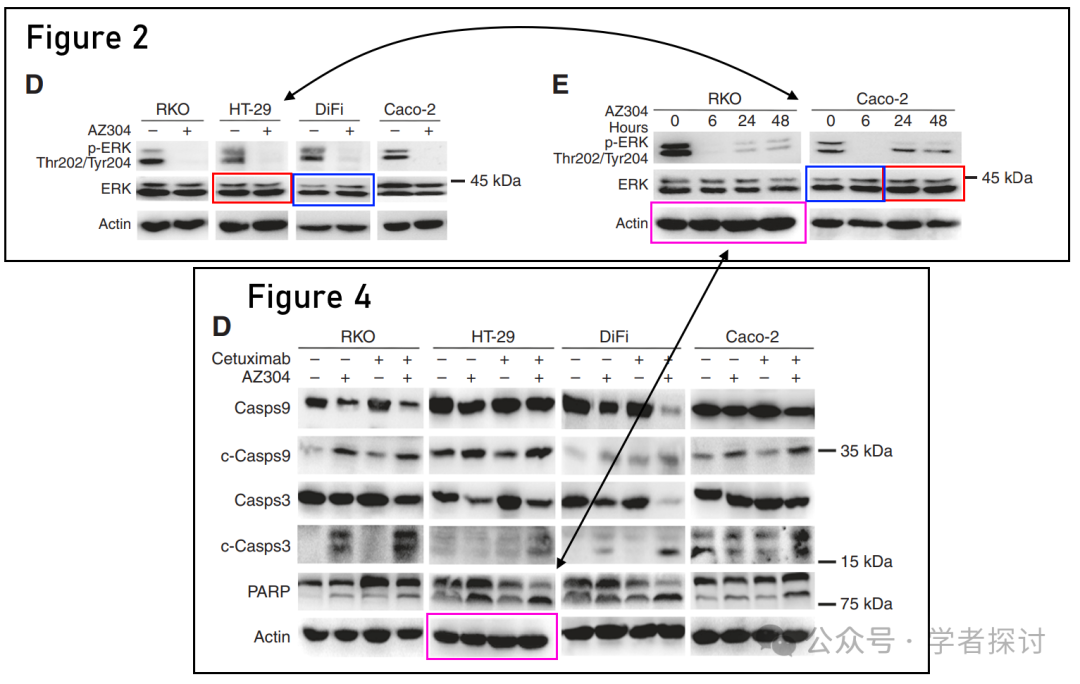 Figure 2
D
RKO HT-29 DiFi Caco-2
AZ304 − + − + − + − +
p-ERK
Thr202/Tyr204
ERK
45 kDa
Actin
E
RKO Caco-2
AZ304
Hours 0 6 24 48 0 6 24 48
p-ERK
Thr202/Tyr204
ERK
45 kDa
Actin
Figure 4
D
RKO HT-29 DiFi Caco-2
Cetuximab − − + + − − + + − − + + − − + +
AZ304 − + − + − + − + − + − + − + − +
Casps9
c-Casps9
35 kDa
Casps3
c-Casps3
15 kDa
PARP
75 kDa
Actin
公众号 · 学者探讨